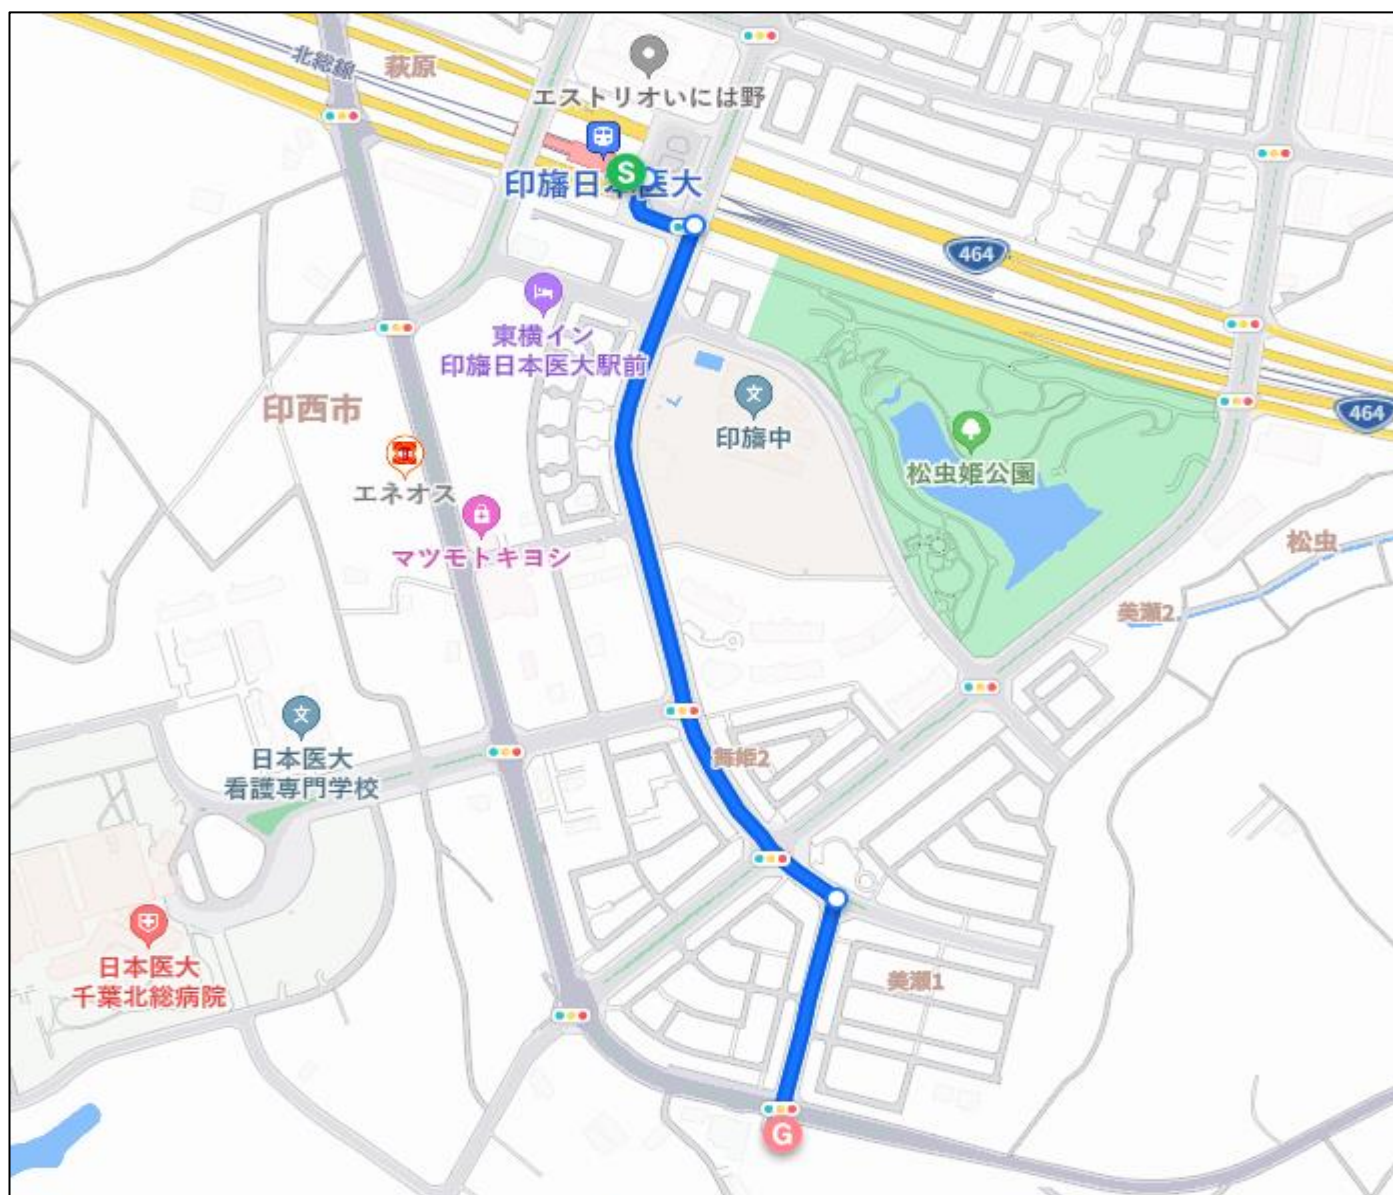 北総線
萩原
エストリオいには野
S
印旛日本医大
464
東横イン
印旛日本医大駅前
印西市
文
印旛中
464
松虫姫公園
エネオス
マツモトキヨシ
松虫
美瀬2
文
日本医大
看護専門学校
舞姫2
日本医大
千葉北総病院
美瀬1
G